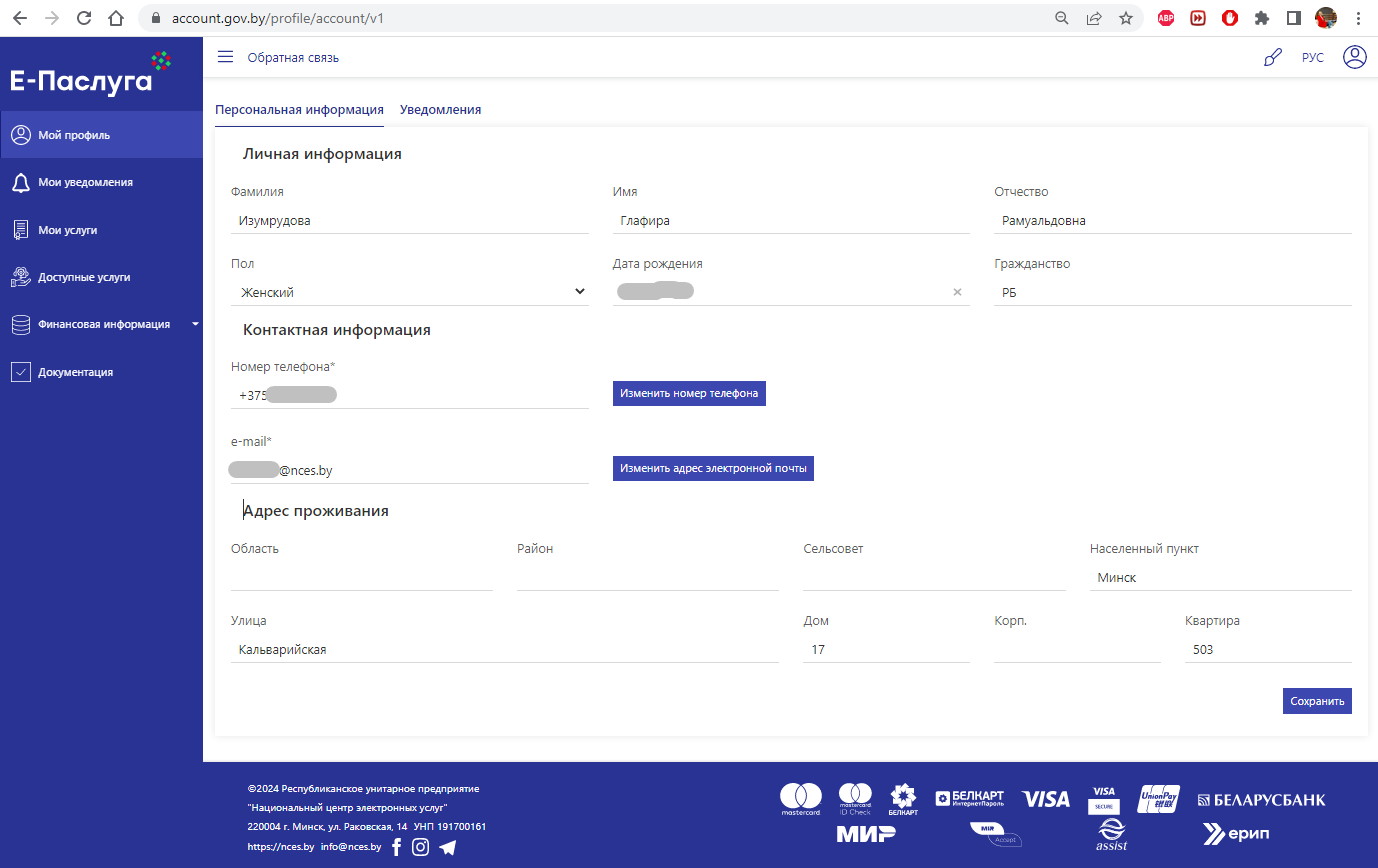 account.gov.by/profile/account/v1
ABP
Е-Паслуга
Обратная связь
РУС
Мой профиль
Мои уведомления
Мои услуги
Доступные услуги
Финансовая информация
Документация
Персональная информация Уведомления
Личная информация
Фамилия Имя Отчество
Изумрудова Глафира Рамуальдовна
Пол Дата рождения Гражданство
Женский РБ
Контактная информация
Номер телефона*
+375 Изменить номер телефона
e-mail*
@nces.by Изменить адрес электронной почты
Адрес проживания
Область Район Сельсовет Населенный пункт
Минск
Улица Дом Корп. Квартира
Кальварийская 17 503
Сохранить
©2024 Республиканское унитарное предприятие
"Национальный центр электронных услуг"
220004 г. Минск, ул. Раковская, 14 УНП 191700161
https://nces.by info@nces.by
mastercard
mastercard. ID Check
БЕЛКАРТ
БЕЛКАРТ ИнтернетПароль
VISA
VISA SECURE
UnionPay 银联
БЕЛАРУСБАНК
МИР
MIR Accept
assist
ерип